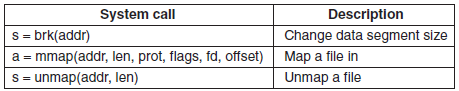 System call Description
s = brk(addr) Change data segment size
a = mmap(addr, len, prot, flags, fd, offset) Map a file in
s = unmap(addr, len) Unmap a file